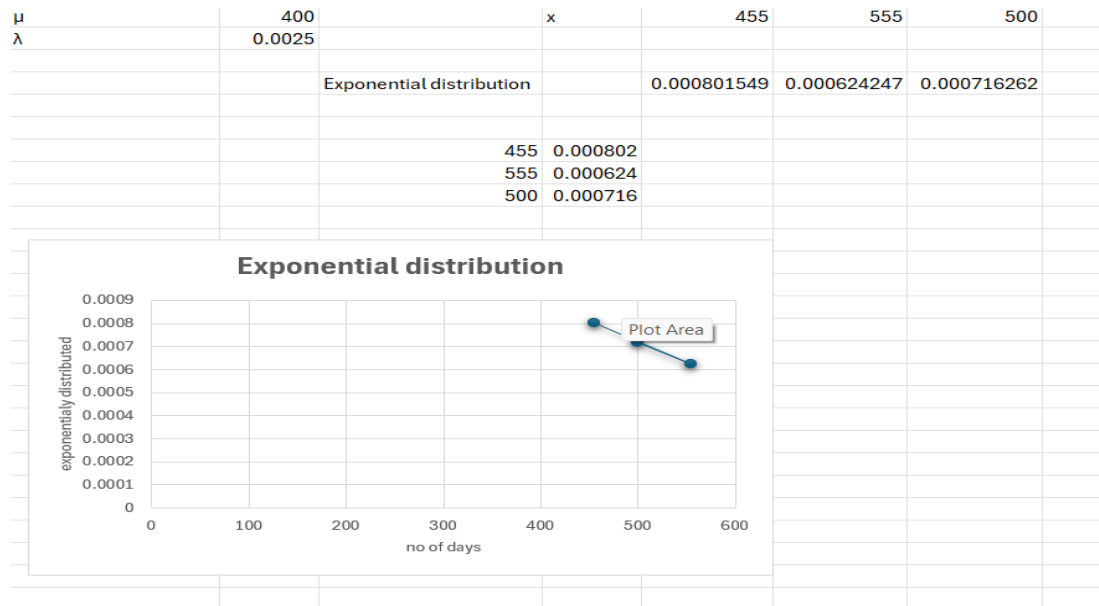 μ 400 x 455 555 500
λ 0.0025
Exponential distribution 0.000801549 0.000624247 0.000716262
455 0.000802
555 0.000624
500 0.000716
Exponential distribution
0.0009
0.0008
Plot Area
0.0007
0.0006
0.0005
0.0004
0.0003
0.0002
0.0001
0
exponentialy distributed
0 100 200 300 400 500 600
no of days